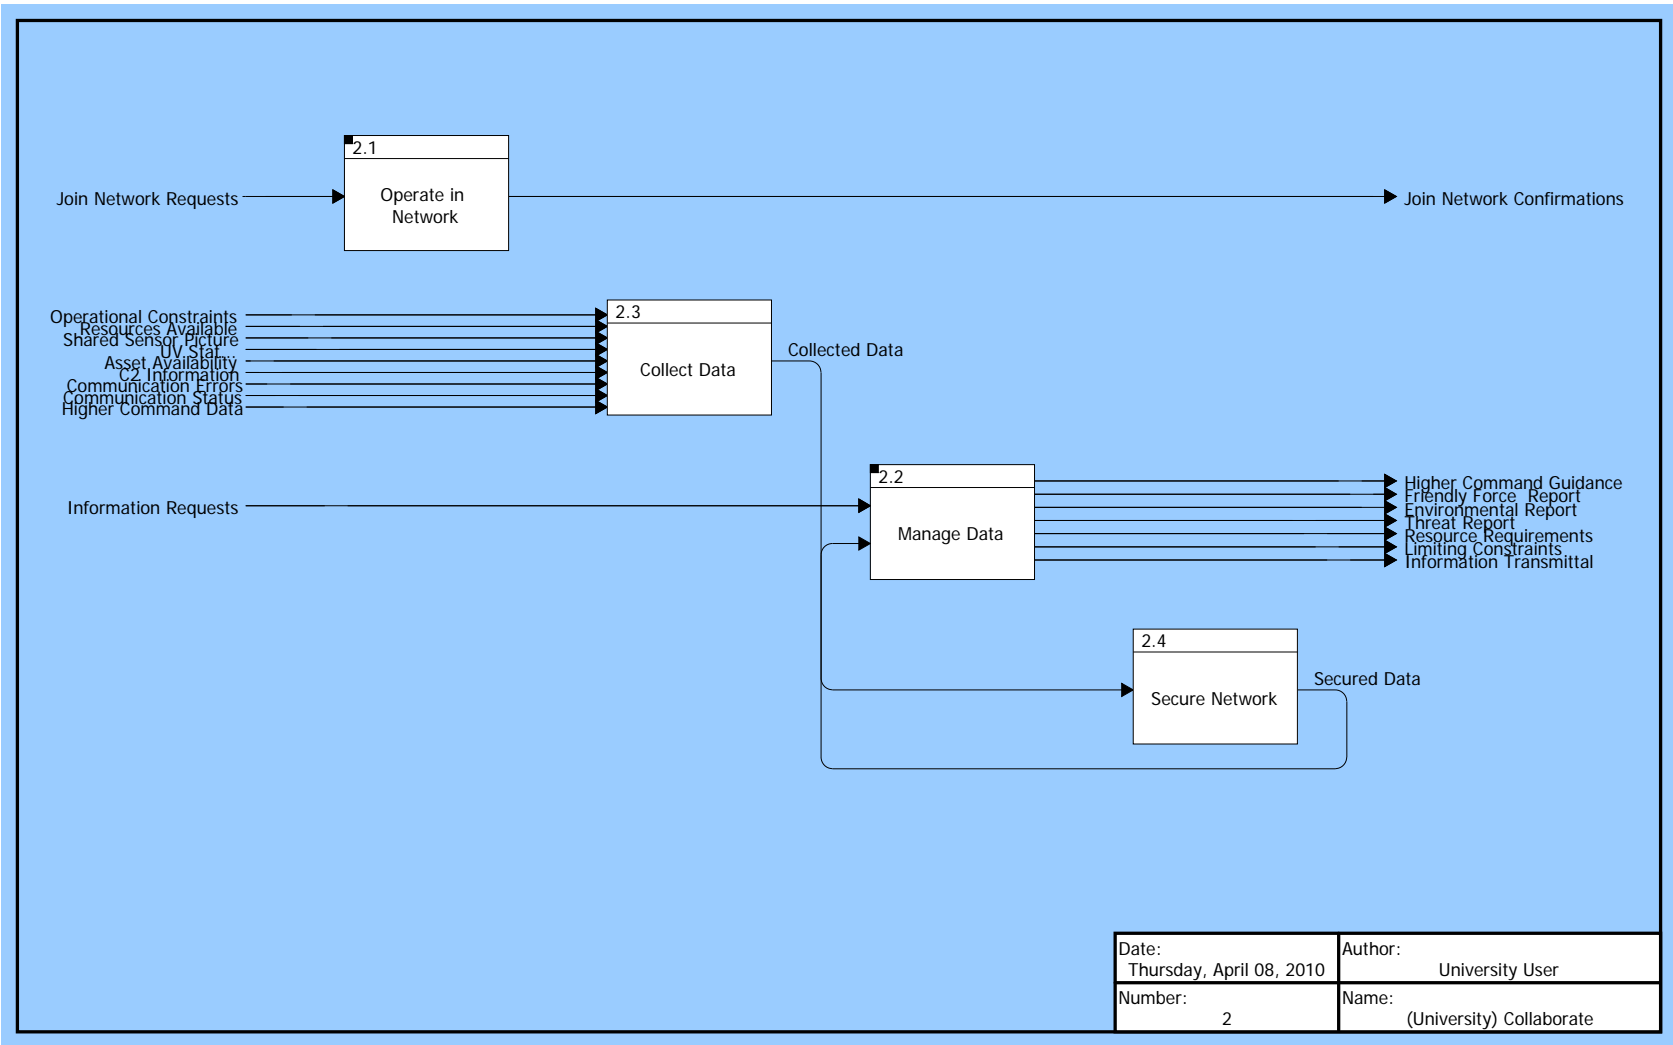 2.1
Operate in
Network
Join Network Requests
Join Network Confirmations
2.3
Collect Data
Operational Constraints
Resources Available
Shared Sensor Picture
UV Stat...
Asset Availability
C2 Information
Communication Errors
Communication Status
Higher Command Data
Collected Data
2.2
Manage Data
Information Requests
Higher Command Guidance
Friendly Force Report
Environmental Report
Threat Report
Resource Requirements
Limiting Constraints
Information Transmittal
2.4
Secure Network
Secured Data
Date:
Thursday, April 08, 2010
Author:
University User
Number:
2
Name:
(University) Collaborate